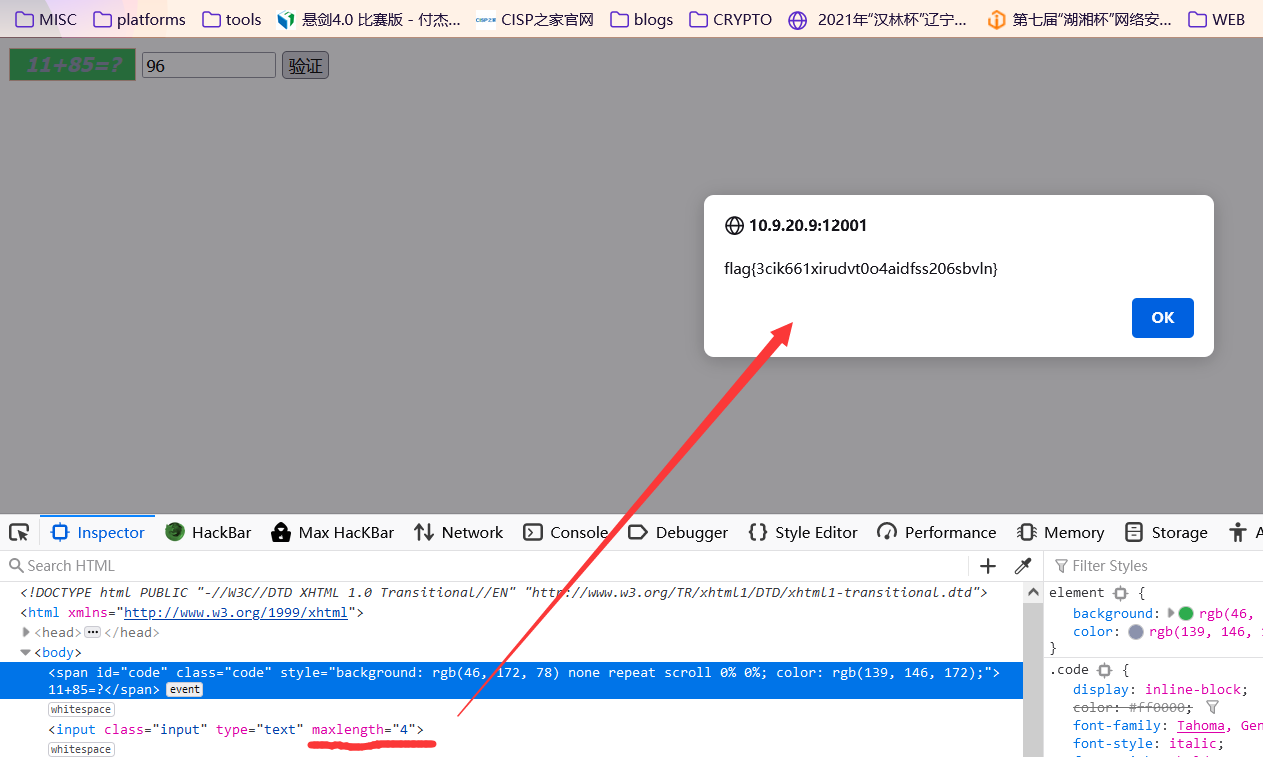 MISC platforms tools 悬剑4.0 比赛版 - 付杰... CISP之家官网 blogs CRYPTO 2021年“汉林杯”辽宁... 第七届“湖湘杯”网络安... WEB
11+85=? 96 验证
10.9.20.9:12001
flag{3cik661xirudvt0o4aidfss206sbvln}
OK
Inspector HackBar Max HacKBar Network Console Debugger Style Editor Performance Memory Storage A
Search HTML
Filter Styles
<!DOCTYPE html PUBLIC "-//W3C//DTD XHTML 1.0 Transitional//EN" "http://www.w3.org/TR/xhtml1/DTD/xhtml1-transitional.dtd">
<html xmlns="http://www.w3.org/1999/xhtml">
<head>...</head>
<body>
<span id="code" class="code" style="background: rgb(46, 172, 78) none repeat scroll 0% 0%; color: rgb(139, 146, 172);">
11+85=?</span> event
whitespace
<input class="input" type="text" maxlength="4">
whitespace
element {
background: rgb(46,
color: rgb(139, 146, 1
}
.code {
display: inline-block;
color: #ff0000;
font-family: Tahoma, Gen
font-style: italic;